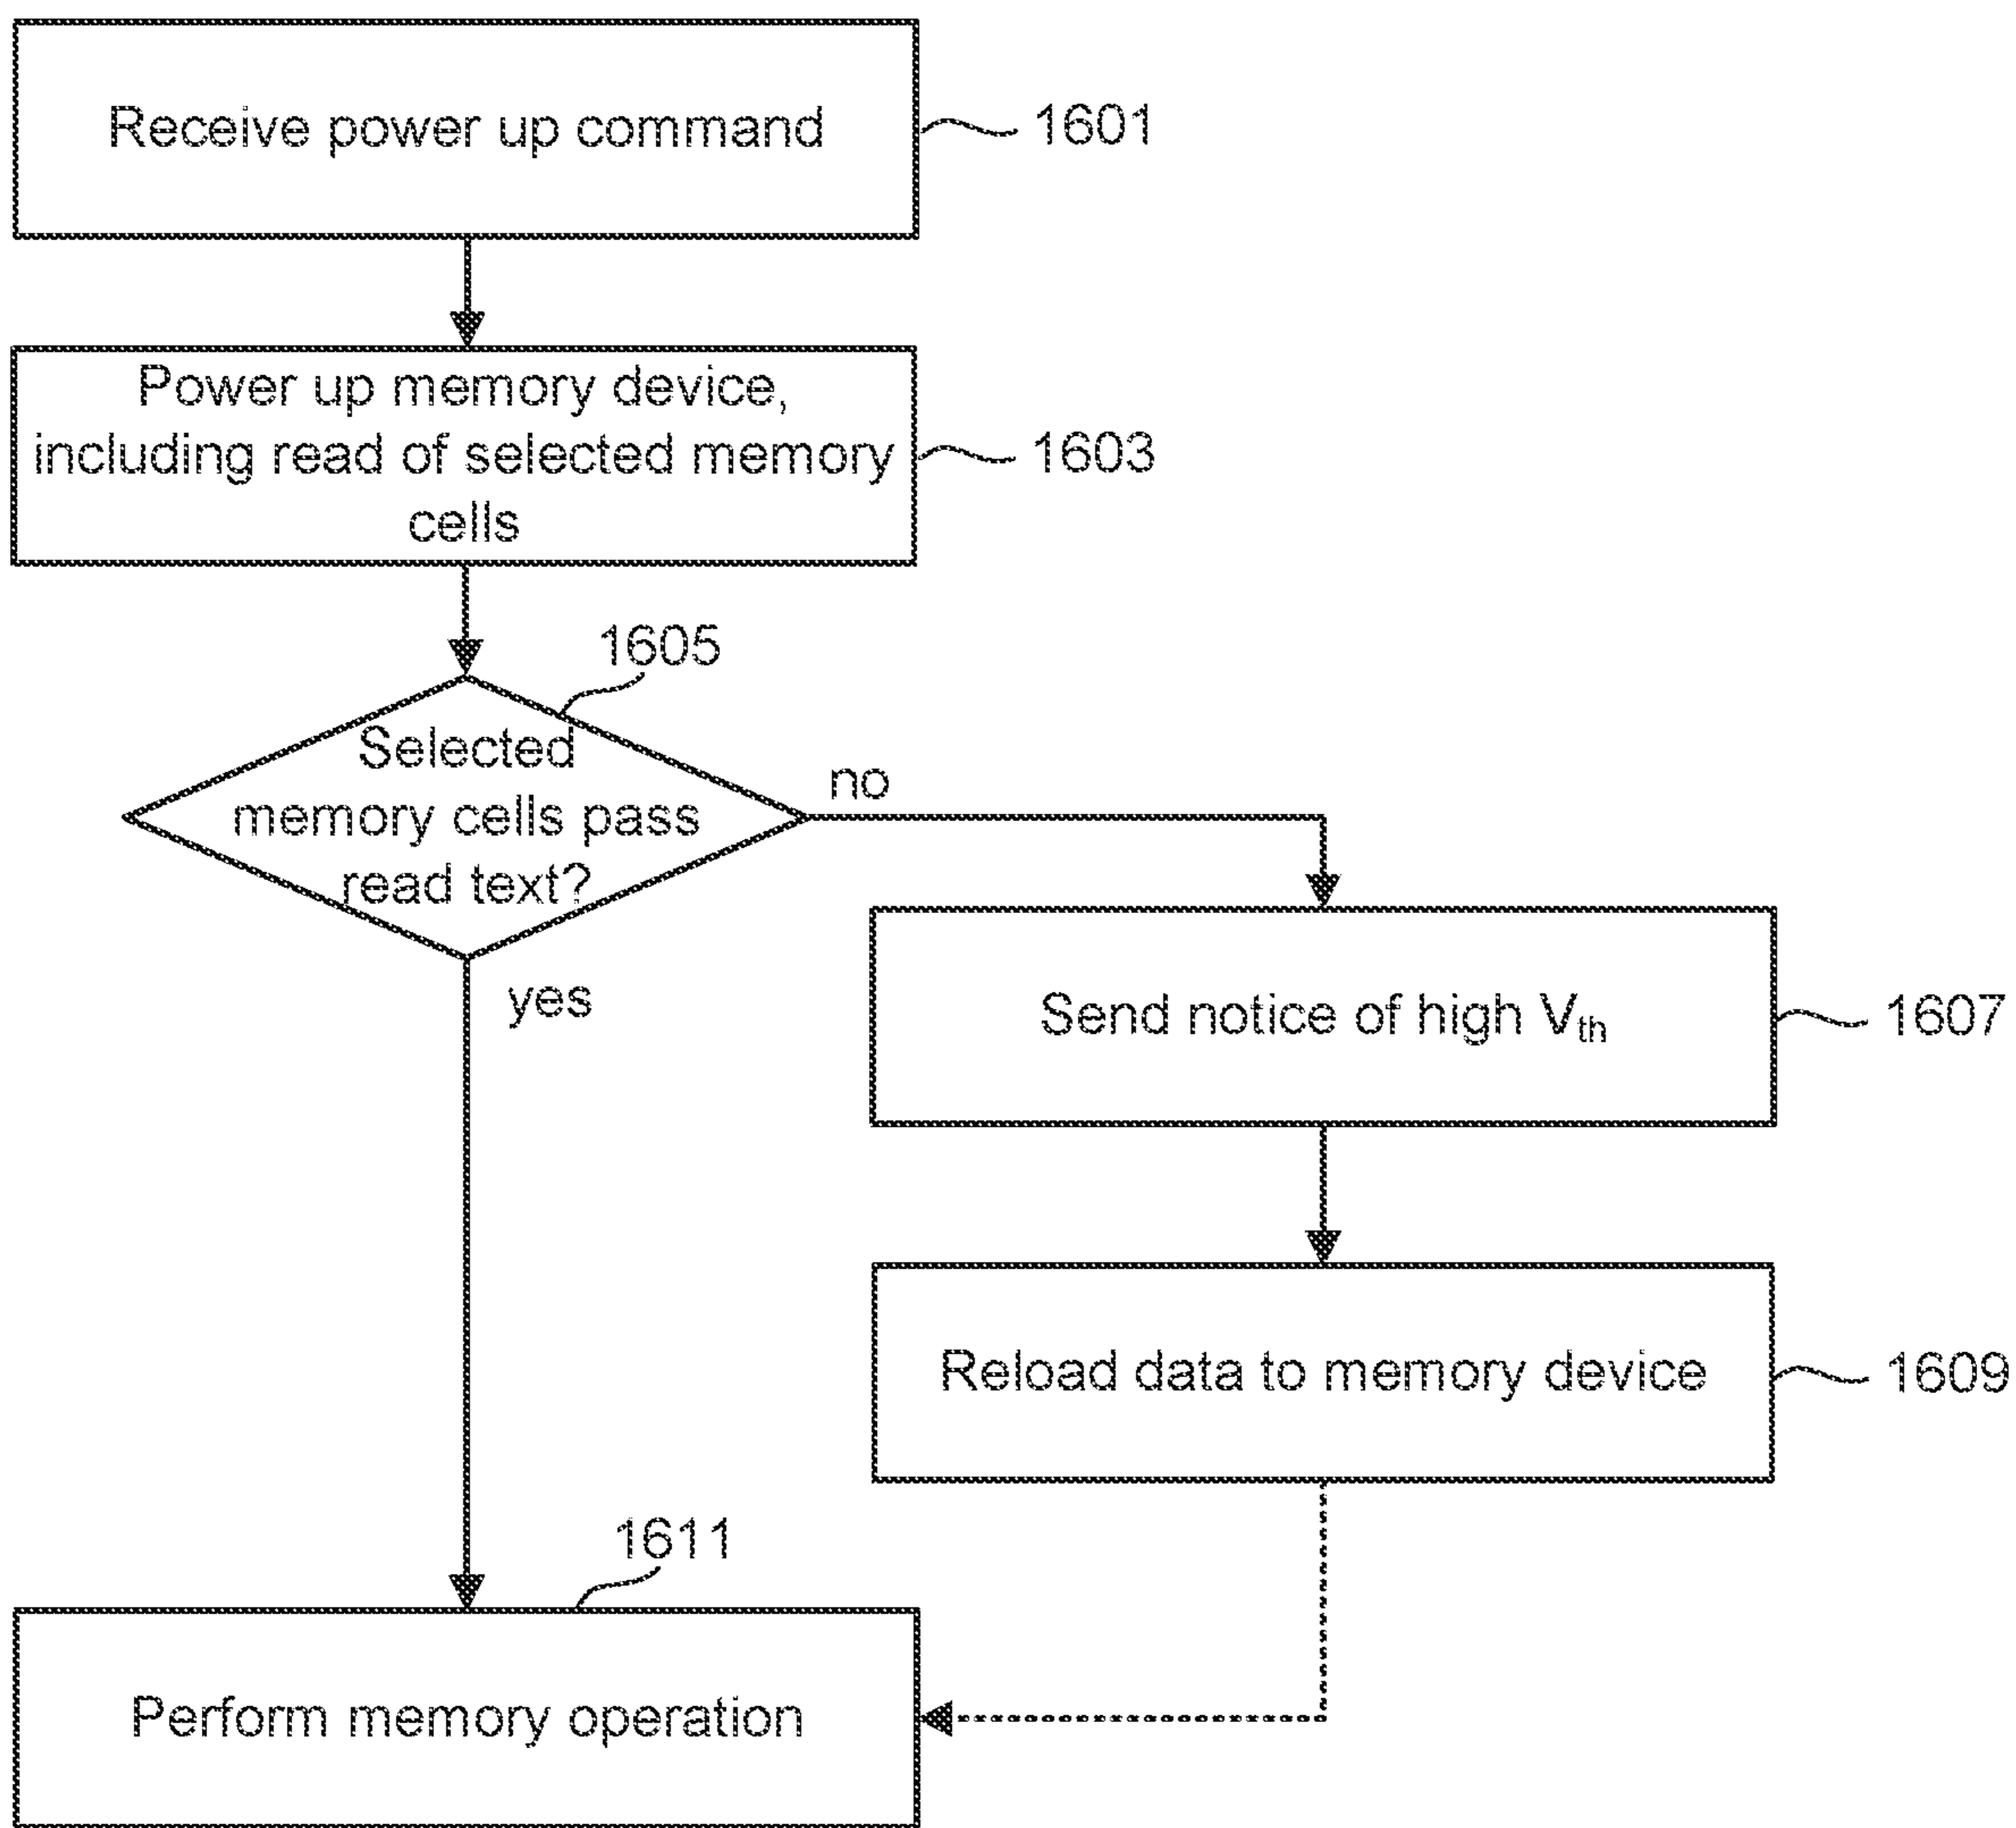 Receive power up command
1601
Power up memory device,
including read of selected memory
cells
1603
1605
Selected
memory cells pass
read text?
no
yes
Send notice of high Vth
1607
Reload data to memory device
1609
1611
Perform memory operation